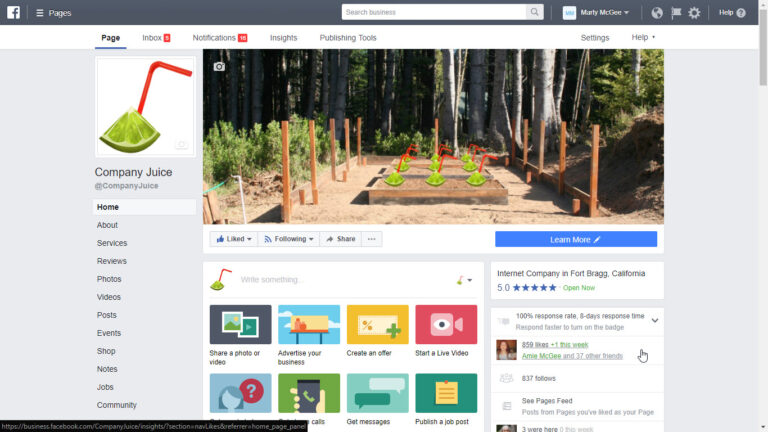 Pages
Search business
MM
Marty McGee
Help
Page
Inbox 5
Notifications 16
Insights
Publishing Tools
Settings
Help
Company Juice
@CompanyJuice
Home
About
Services
Reviews
Photos
Videos
Posts
Events
Shop
Notes
Jobs
Community
Liked
Following
Share
Learn More
Write something...
Share a photo or
video
Advertise your
business
Create an offer
Start a Live Video
Get messages
Publish a job post
Internet Company in Fort Bragg, California
5.0 ★★★★★ · Open Now
100% response rate, 8-days response time
Respond faster to turn on the badge
859 likes +1 this week
Amie McGee and 37 other friends
837 follows
See Pages Feed
Posts from Pages you've liked as your Page
3 were here 0 this week
https://business.facebook.com/CompanyJuice/insights/?section=navLikes&referrer=home_page_panel